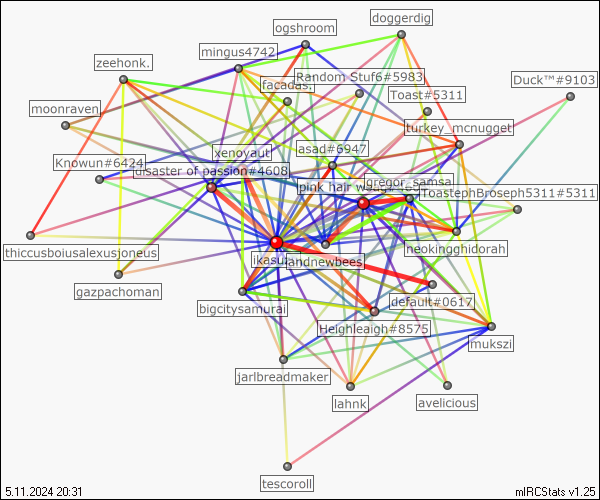 doggerdig
ogshroom
mingus4742
zeehonk.
Random Stuf6#5983
Duck™#9103
facadas.
Toast#5311
moonraven
turkey_mcnugget
asad#6947
xenoyaut
Knowun#6424
disaster of passion#4608
gregor_samsa
pink hair w
ToastephBroseph5311#5311
thiccusboiusalexusjoneus
neokingghidorah
ikasu
landnewbees
gazpachoman
default#0617
bigcitysamurai
Heighleaigh#8575
mukszi
jarlbreadmaker
lahnk
avelicious
tescoroll
5.11.2024 20:31
mIRCStats v1.25